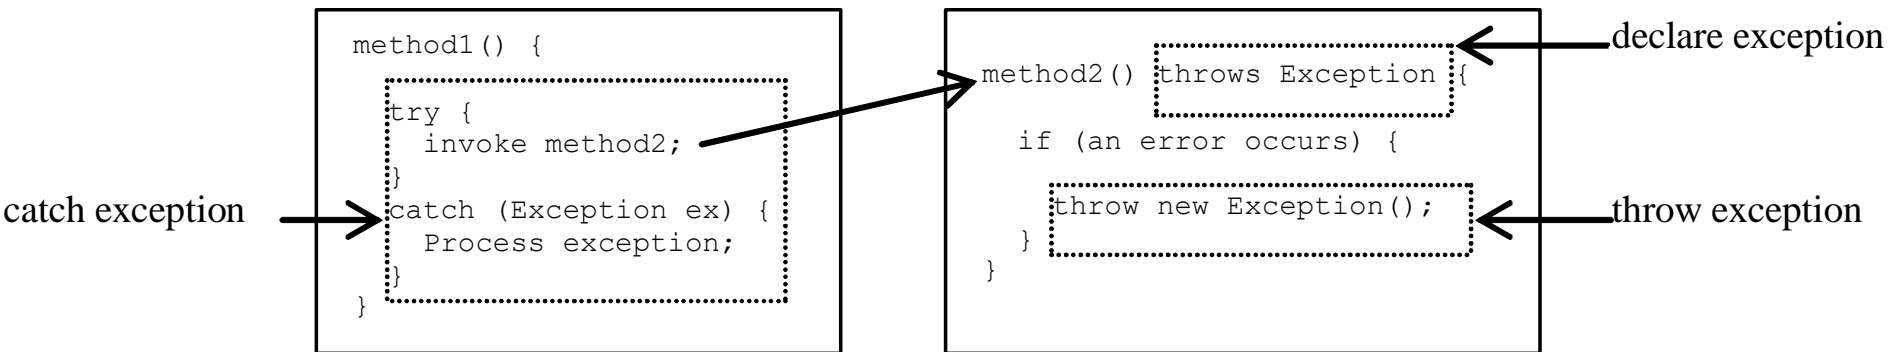 catch exception
method1() {
try {
invoke method2;
}
catch (Exception ex) {
Process exception;
}
}
method2() throws Exception {
if (an error occurs) {
throw new Exception();
}
}
declare exception
throw exception